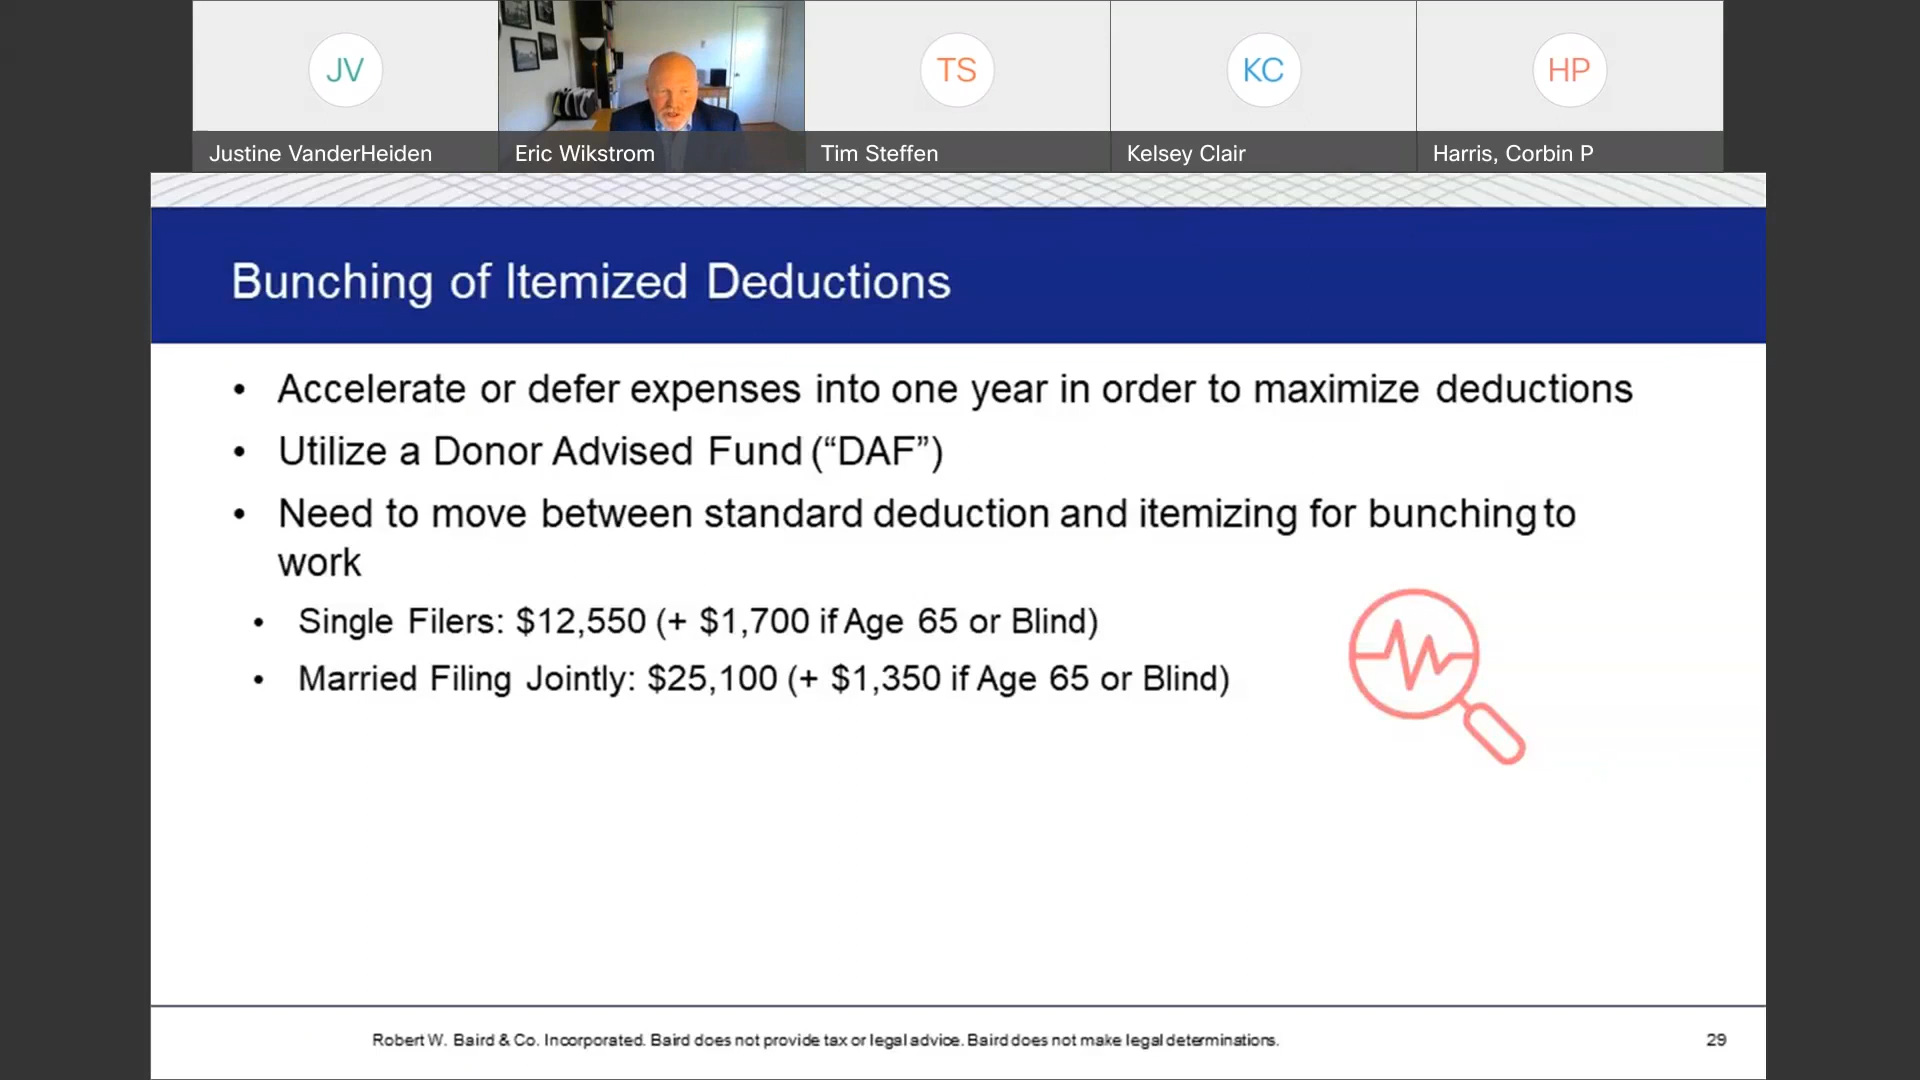 JV
TS
KC
HP
Justine VanderHeiden
Eric Wikstrom
Tim Steffen
Kelsey Clair
Harris, Corbin P
Bunching of Itemized Deductions
• Accelerate or defer expenses into one year in order to maximize deductions
• Utilize a Donor Advised Fund (“DAF”)
• Need to move between standard deduction and itemizing for bunching to
work
• Single Filers: $12,550 (+ $1,700 if Age 65 or Blind)
• Married Filing Jointly: $25,100 (+ $1,350 if Age 65 or Blind)
Robert W. Baird & Co. Incorporated. Baird does not provide tax or legal advice. Baird does not make legal determinations.
29